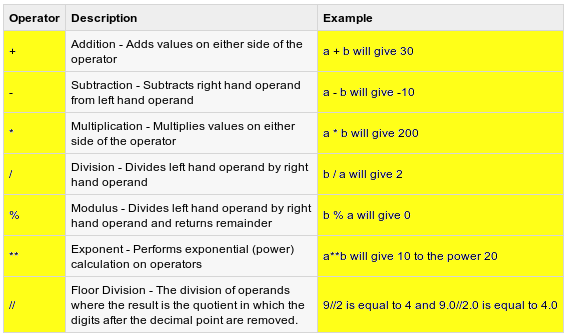 Operator Description Example
+ Addition - Adds values on either side of the operator a + b will give 30
- Subtraction - Subtracts right hand operand from left hand operand a - b will give -10
* Multiplication - Multiplies values on either side of the operator a * b will give 200
/ Division - Divides left hand operand by right hand operand b / a will give 2
% Modulus - Divides left hand operand by right hand operand and returns remainder b % a will give 0
** Exponent - Performs exponential (power) calculation on operators a**b will give 10 to the power 20
// Floor Division - The division of operands where the result is the quotient in which the digits after the decimal point are removed. 9//2 is equal to 4 and 9.0//2.0 is equal to 4.0